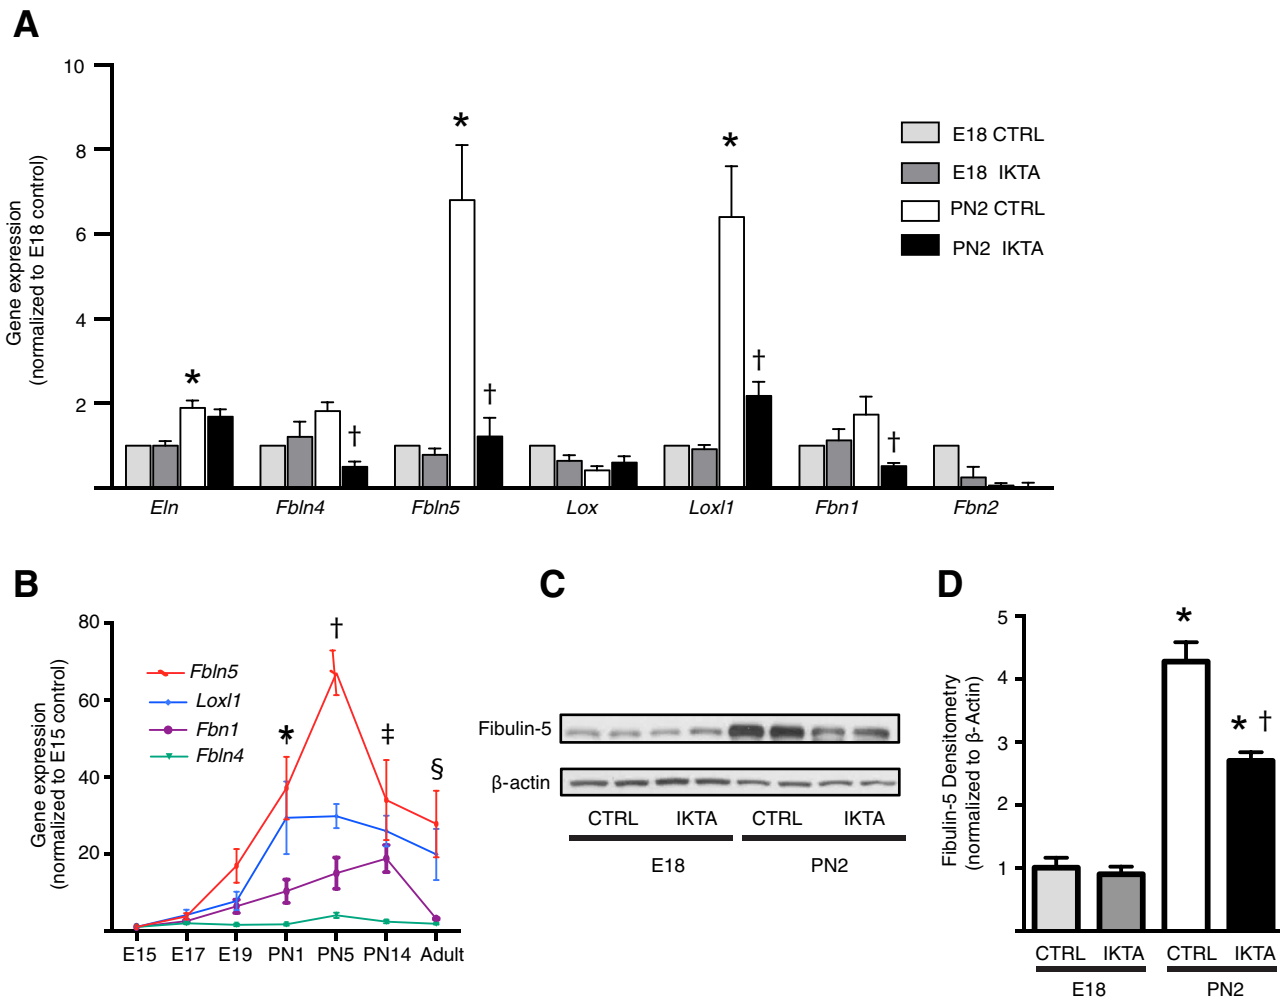 A
Gene expression
(normalized to E18 control)
10
8
6
4
2
*
†
*
†
*
†
†
E18 CTRL
E18 IKTA
PN2 CTRL
PN2 IKTA
Eln Fbln4 Fbln5 Lox Loxl1 Fbn1 Fbn2
B
Gene expression
(normalized to E15 control)
80
60
40
20
Fbln5
Loxl1
Fbn1
Fbln4
*
†
‡
§
E15 E17 E19 PN1 PN5 PN14 Adult
C
Fibulin-5
β-actin
CTRL IKTA CTRL IKTA
E18 PN2
D
Fibulin-5 Densitometry
(normalized to β- Actin)
5
4
3
2
1
*
* †
CTRL IKTA CTRL IKTA
E18 PN2